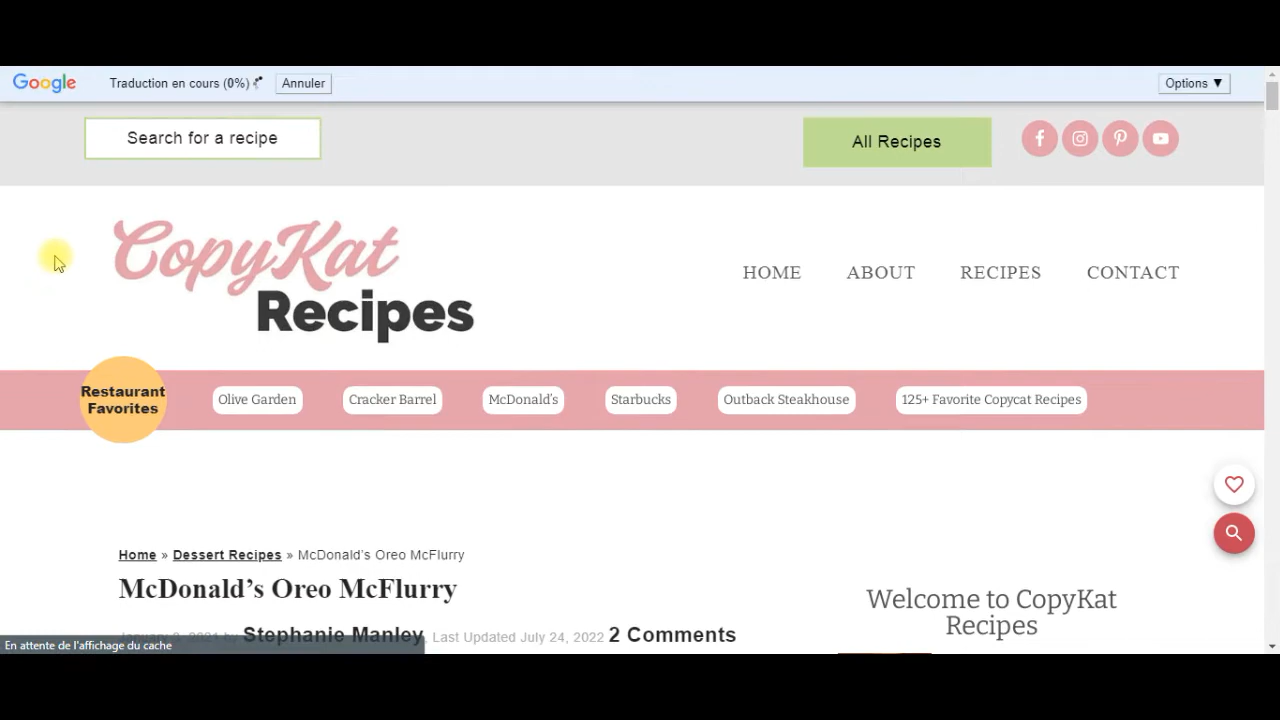 Google Traduction en cours (0%) Annuler Options ▼
Search for a recipe All Recipes
CopyKat
Recipes
HOME ABOUT RECIPES CONTACT
Restaurant
Favorites
Olive Garden Cracker Barrel McDonald's Starbucks Outback Steakhouse 125+ Favorite Copycat Recipes
Home » Dessert Recipes » McDonald's Oreo McFlurry
McDonald's Oreo McFlurry
Welcome to CopyKat
Recipes
by Stephanie Manley, Last Updated July 24, 2022 2 Comments
En attente de l'affichage du cache